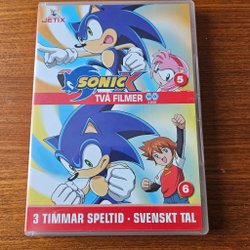 JETIX
SONIC X
5
TVÅ FILMER
6
3 TIMMAR SPELTID · SVENSKT TAL